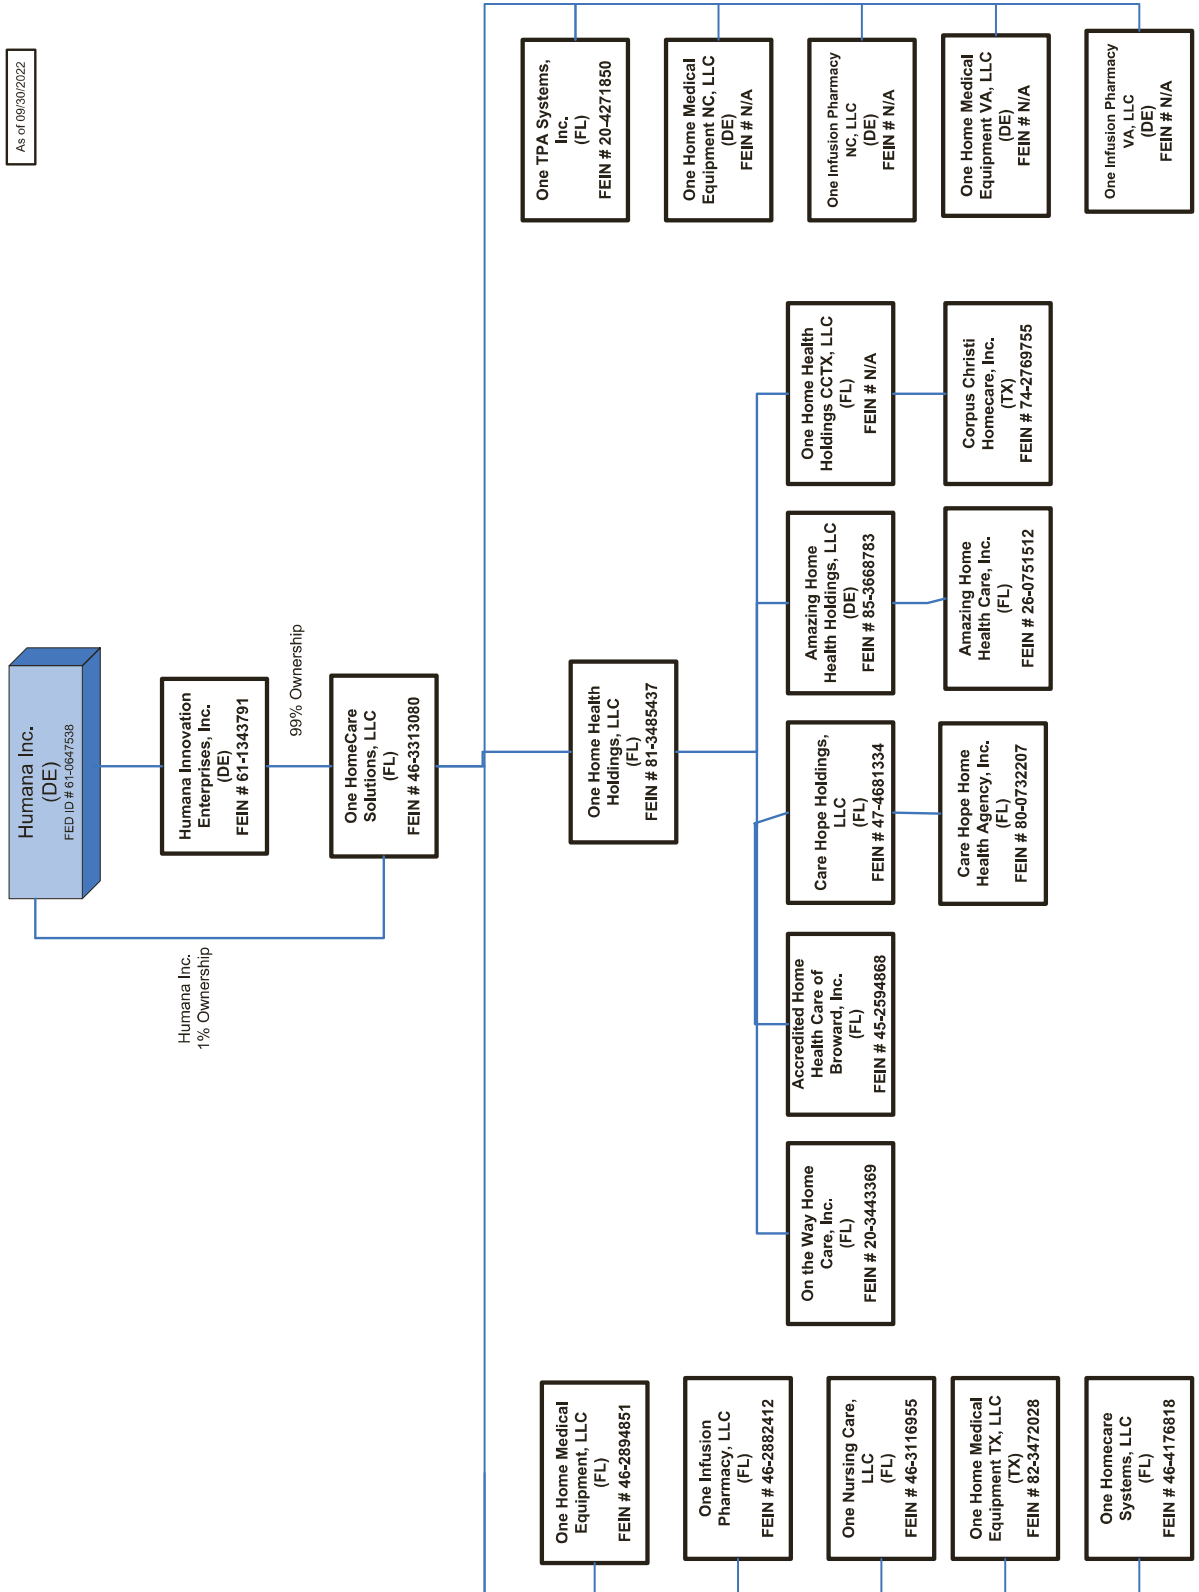 As of 09/30/2022
Humana Inc.
(DE)
FED ID # 61-0647538
Humana Inc.
1% Ownership
Humana Innovation
Enterprises, Inc.
(DE)
FEIN # 61-1343791
99% Ownership
One HomeCare
Solutions, LLC
(FL)
FEIN # 46-3313080
One Home Medical
Equipment, LLC
(FL)
FEIN # 46-2894851
One Infusion
Pharmacy, LLC
(FL)
FEIN # 46-2882412
One Nursing Care,
LLC
(FL)
FEIN # 46-3116955
One Home Medical
Equipment TX, LLC
(TX)
FEIN # 82-3472028
One Homecare
Systems, LLC
(FL)
FEIN # 46-4176818
One Home Health
Holdings, LLC
(FL)
FEIN # 81-3485437
On the Way Home
Care, Inc.
(FL)
FEIN # 20-3443369
Accredited Home
Health Care of
Broward, Inc.
(FL)
FEIN # 45-2594868
Care Hope Holdings,
LLC
(FL)
FEIN # 47-4681334
Care Hope Home
Health Agency, Inc.
(FL)
FEIN # 80-0732207
Amazing Home
Health Holdings, LLC
(DE)
FEIN # 85-3668783
Amazing Home
Health Care, Inc.
(FL)
FEIN # 26-0751512
One Home Health
Holdings CCTX, LLC
(FL)
FEIN # N/A
Corpus Christi
Homecare, Inc.
(TX)
FEIN # 74-2769755
One TPA Systems,
Inc.
(FL)
FEIN # 20-4271850
One Home Medical
Equipment NC, LLC
(DE)
FEIN # N/A
One Infusion Pharmacy
NC, LLC
(DE)
FEIN # N/A
One Home Medical
Equipment VA, LLC
(DE)
FEIN # N/A
One Infusion Pharmacy
VA, LLC
(DE)
FEIN # N/A